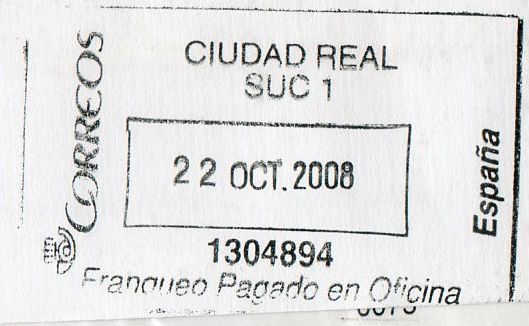 CORREOS
CIUDAD REAL
SUC 1
22 OCT. 2008
1304894
Franqueo Pagado en Oficina
España